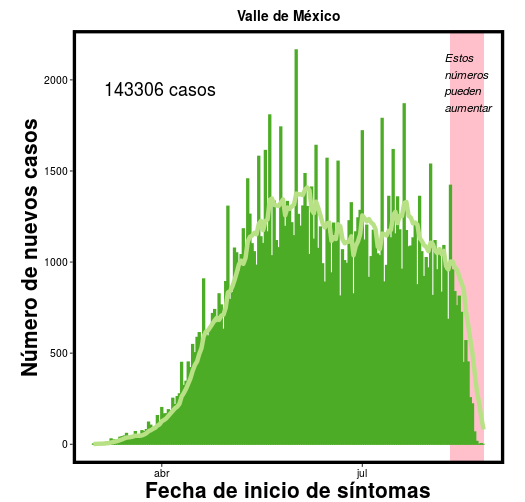 Valle de México
Estos
números
pueden
aumentar
143306 casos
Número de nuevos casos
2000
1500
1000
500
0
abr
jul
Fecha de inicio de síntomas